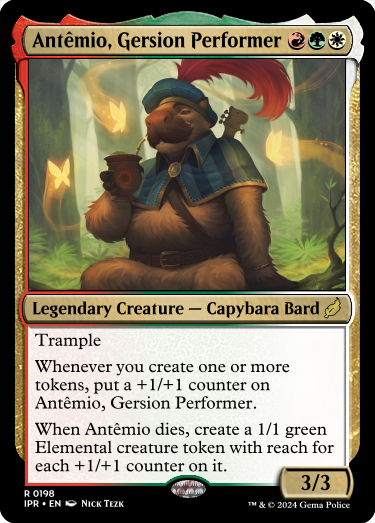 Antêmio, Gersion Performer
Legendary Creature — Capybara Bard
Trample
Whenever you create one or more
tokens, put a +1/+1 counter on
Antêmio, Gersion Performer.
When Antêmio dies, create a 1/1 green
Elemental creature token with reach for
each +1/+1 counter on it.
3/3
R 0198
IPR • EN Nick Tezk
™ & © 2024 Gema Police